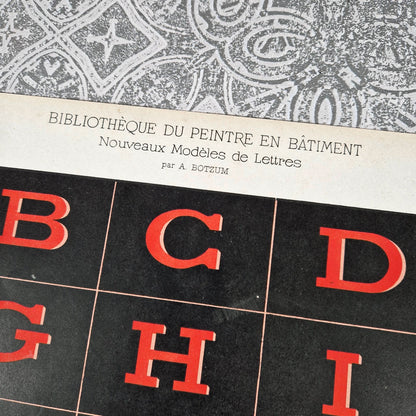 BIBLIOTHÈQUE DU PEINTRE EN BÂTIMENT
Nouveaux Modèles de Lettres
par A. BOTZUM
B C D
G H I